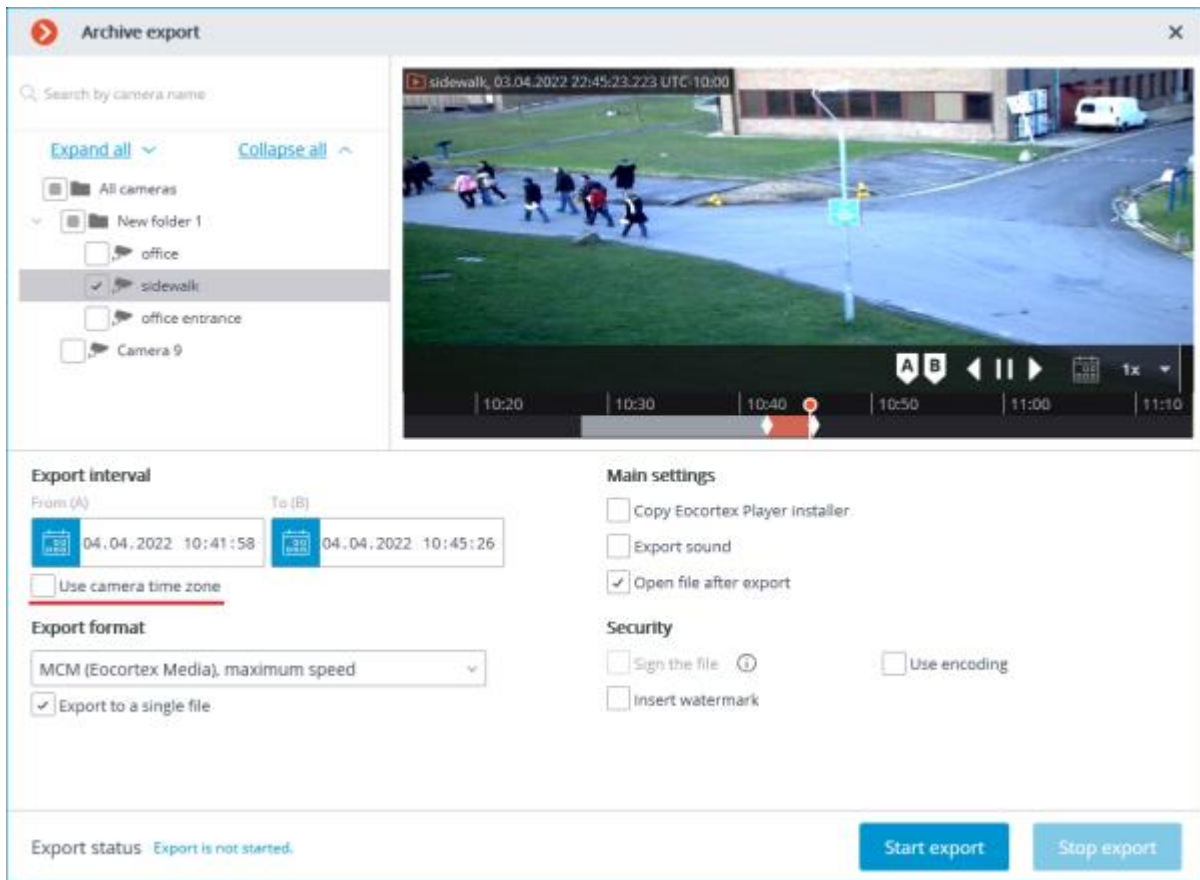 Archive export
Search by camera name
Expand all
Collapse all
All cameras
New folder 1
office
sidewalk
office entrance
Camera 9
sidewalk, 03.04.2022 22:45:23.223 UTC-10:00
A B 1x
10:20 10:30 10:40 10:50 11:00 11:10
Export interval
From (A) To (B)
04.04.2022 10:41:58 04.04.2022 10:45:26
Use camera time zone
Export format
MCM (Eocortex Media), maximum speed
Export to a single file
Main settings
Copy Eocortex Player installer
Export sound
Open file after export
Security
Sign the file Use encoding
Insert watermark
Export status Export is not started.
Start export Stop export